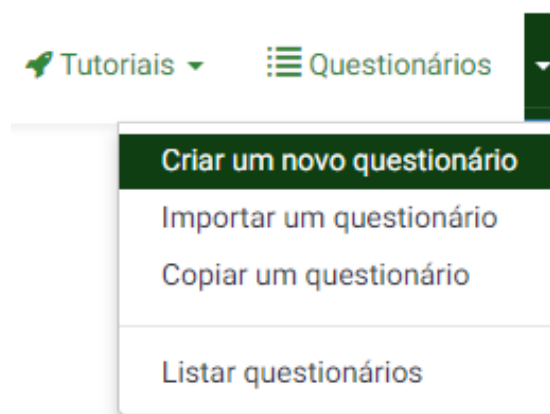 Tutoriais
Questionários
Criar um novo questionário
Importar um questionário
Copiar um questionário
Listar questionários